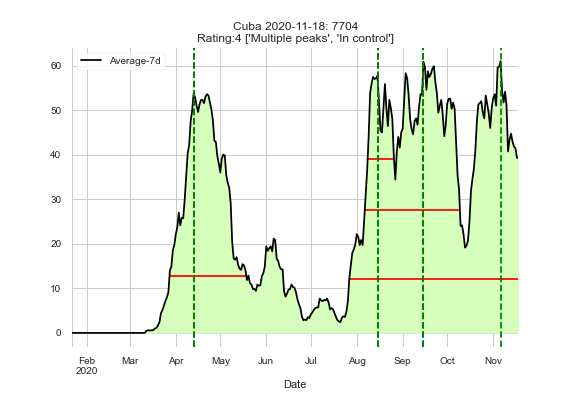 Cuba 2020-11-18: 7704
Rating:4 ['Multiple peaks', 'In control']
Average-7d
60
50
40
30
20
10
0
Feb Mar Apr May Jun Jul Aug Sep Oct Nov
2020
Date